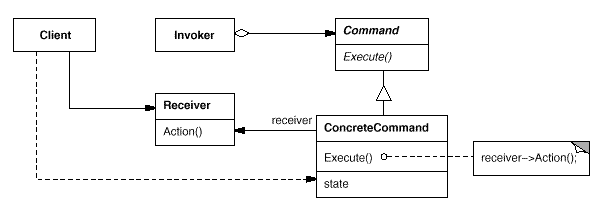 Client
Invoker
Command
Execute()
Receiver
Action()
receiver
ConcreteCommand
Execute()
state
receiver->Action();